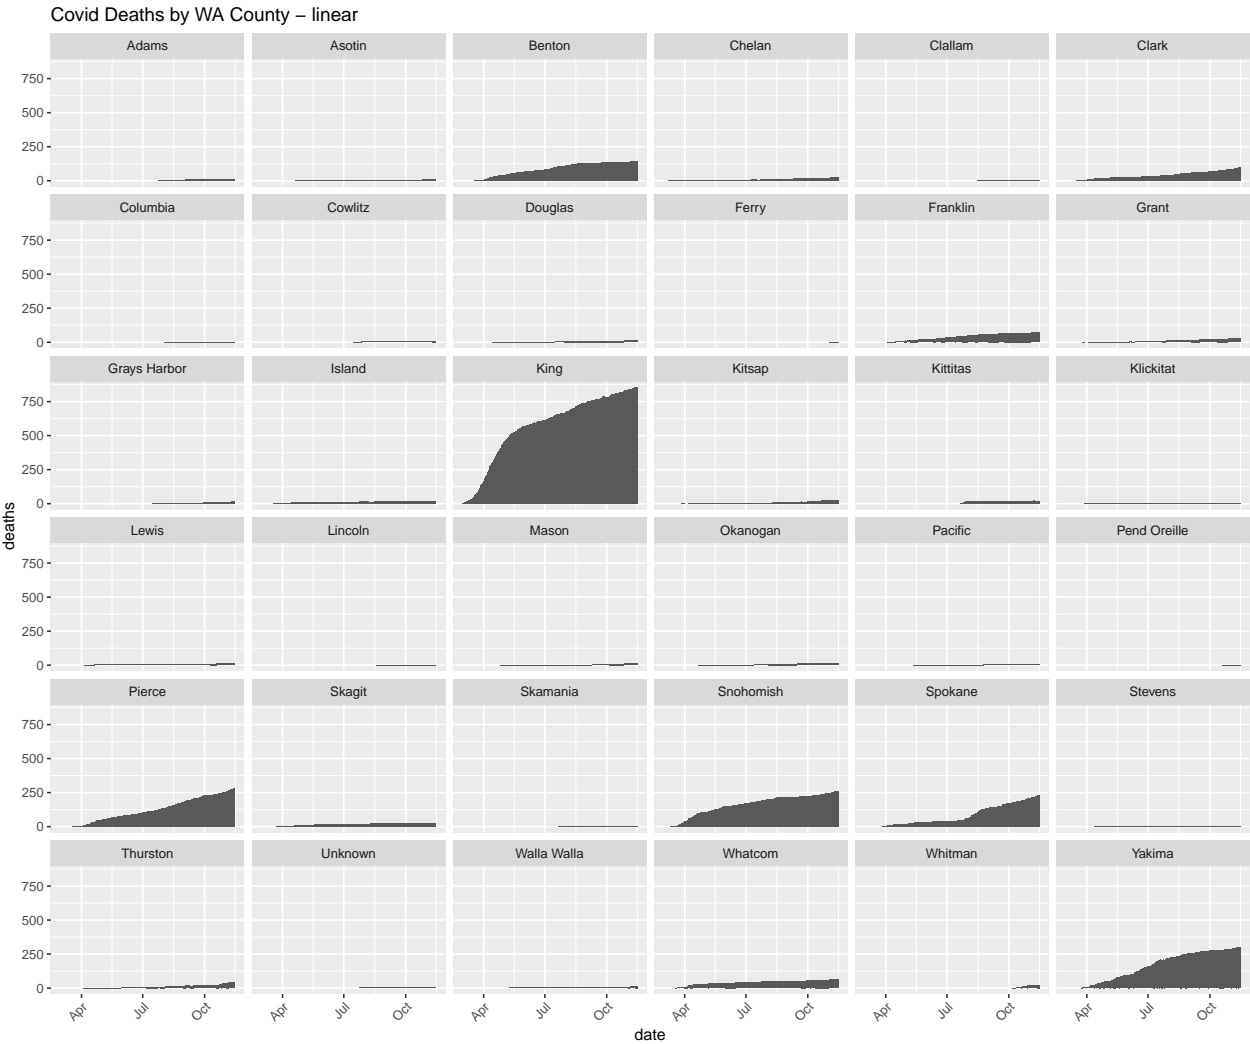 Covid Deaths by WA County – linear
Adams Asotin Benton Chelan Clallam Clark
750
500
250
0
Columbia Cowlitz Douglas Ferry Franklin Grant
750
500
250
0
Grays Harbor Island King Kitsap Kittitas Klickitat
750
500
250
0
deaths
Lewis Lincoln Mason Okanogan Pacific Pend Oreille
750
500
250
0
Pierce Skagit Skamania Snohomish Spokane Stevens
750
500
250
0
Thurston Unknown Walla Walla Whatcom Whitman Yakima
750
500
250
0
Apr Jul Oct Apr Jul Oct Apr Jul Oct Apr Jul Oct Apr Jul Oct Apr Jul Oct
date